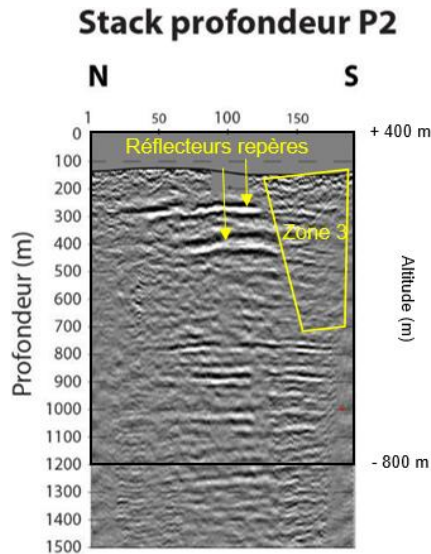 Stack profondeur P2
N S
1 50 100 150
0 + 400 m
Réflecteurs repères
100
200
Zone 3
300
400
500
600
700
800
900
1000
1100
1200 - 800 m
1300
1400
1500
Profondeur (m)
Altitude (m)